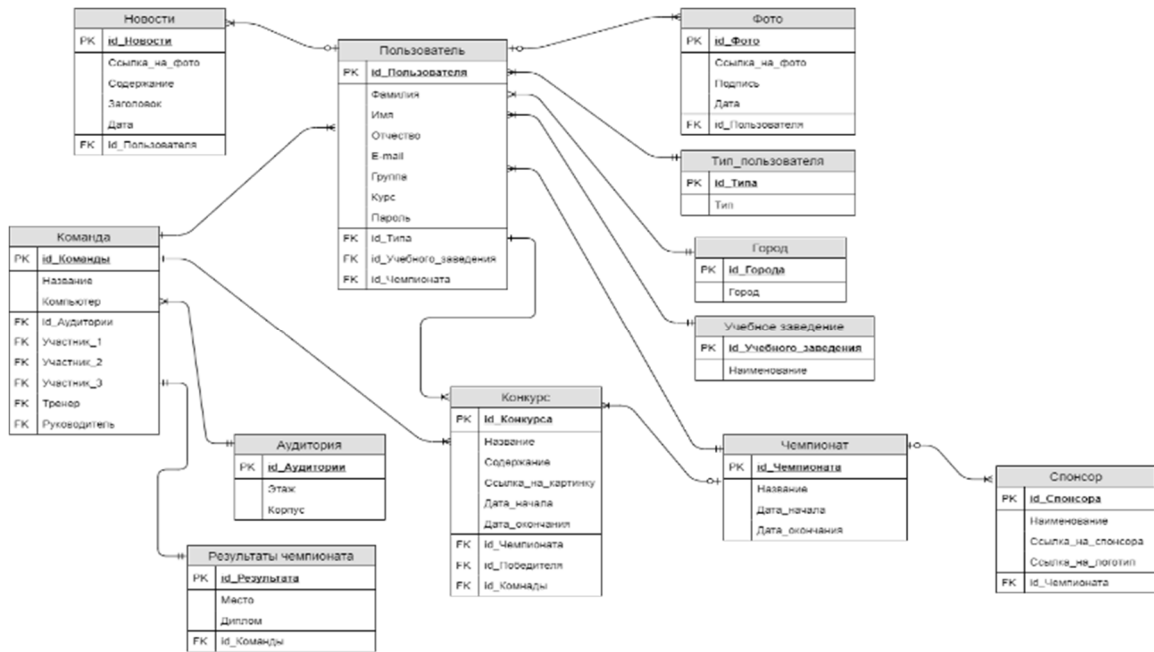 Новости
PK id_Новости
Ссылка_на_фото
Содержание
Заголовок
Дата
FK id_Пользователя
Пользователь
PK id_Пользователя
Фамилия
Имя
Отчество
E-mail
Группа
Курс
Пароль
FK id_Типа
FK id_Учебного_заведения
FK id_Чемпионата
Фото
PK id_Фото
Ссылка_на_фото
Подпись
Дата
FK id_Пользователя
Тип_пользователя
PK id_Типа
Тип
Город
PK id_Города
Город
Учебное заведение
PK id_Учебного_заведения
Наименование
Команда
PK id_Команды
Название
Компьютер
FK id_Аудитории
FK Участник_1
FK Участник_2
FK Участник_3
FK Тренер
FK Руководитель
Аудитория
PK id_Аудитории
Этаж
Корпус
Результаты чемпионата
PK id_Результата
Место
Диплом
FK id_Команды
Конкурс
PK id_Конкурса
Название
Содержание
Ссылка_на_картинку
Дата_начала
Дата_окончания
FK id_Чемпионата
FK id_Победителя
FK id_Комнады
Чемпионат
PK id_Чемпионата
Название
Дата_начала
Дата_окончания
Спонсор
PK id_Спонсора
Наименование
Ссылка_на_спонсора
Ссылка_на_логотип
FK id_Чемпионата